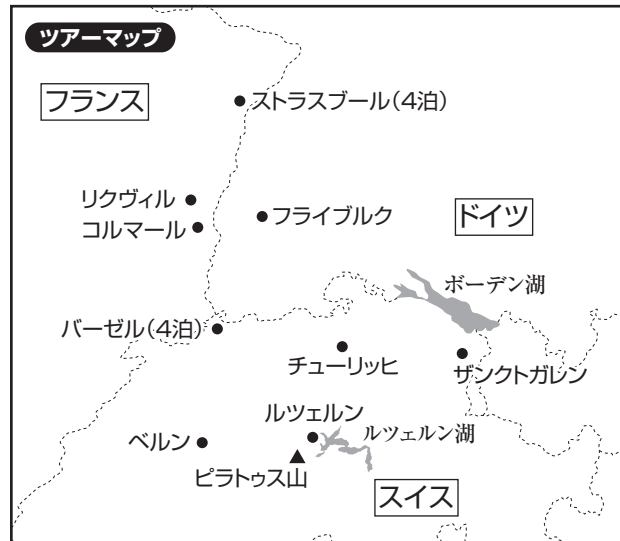 ツアーマップ
フランス
ストラスブール(4泊)
リクヴィル
コルマール
フライブルク
ドイツ
ボーデン湖
バーゼル(4泊)
チューリッヒ
ザンクトガレン
ルツェルン
ルツェルン湖
ベルン
ピラトゥス山
スイス